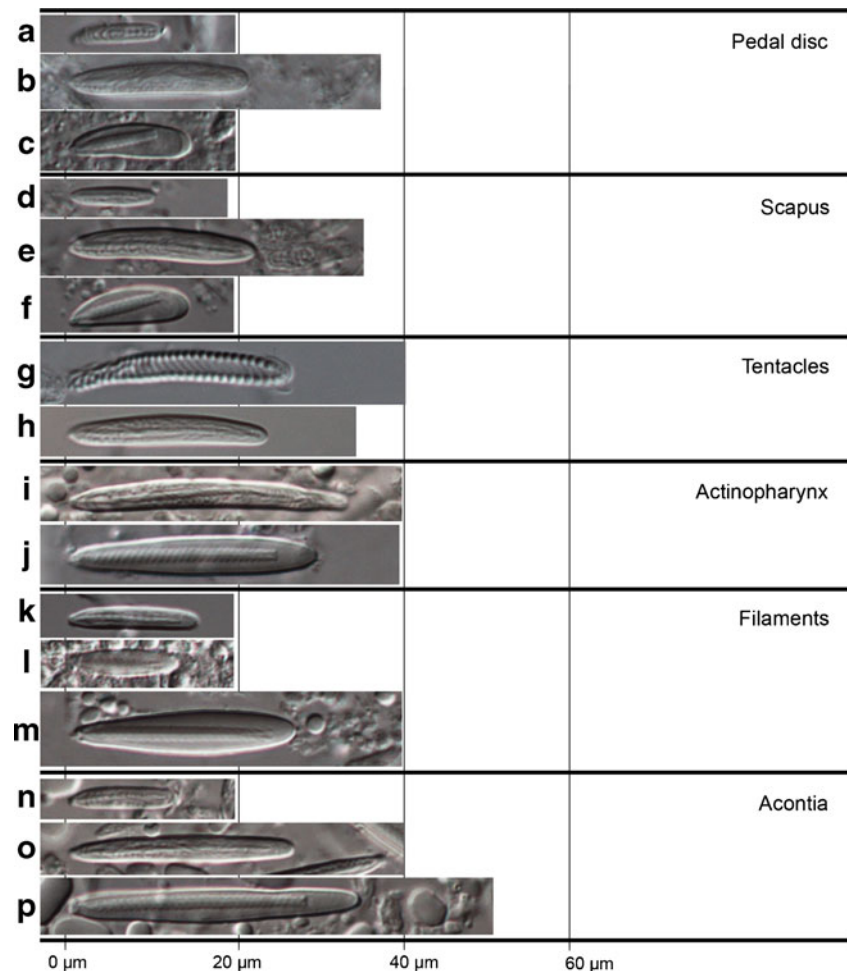 a
Pedal disc
b
c
d
Scapus
e
f
g
Tentacles
h
i
Actinopharynx
j
k
Filaments
l
m
n
Acontia
o
p
0 µm 20 µm 40 µm 60 µm